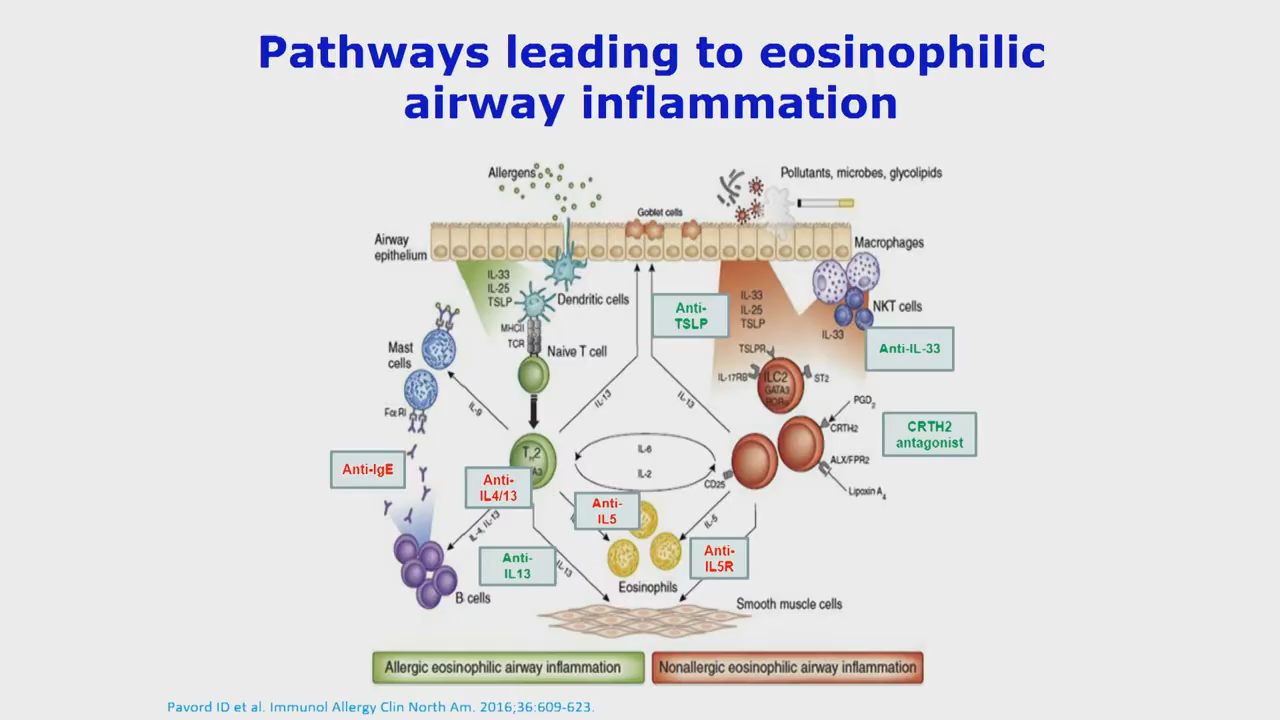 Pathways leading to eosinophilic
airway inflammation
Allergens
Pollutants, microbes, glycolipids
Goblet cells
Airway
epithelium
Macrophages
IL-33
IL-25
TSLP
Dendritic cells
MHCII
TCR
Naive T cell
Anti-
TSLP
IL-33
IL-25
TSLP
NKT cells
IL-33
Anti-IL-33
Mast
cells
TSLPR
IL-17RB
ILC2
GATA3
ST2
IL-9
IL-13
IL-13
PGD2
CRTH2
CRTH2
antagonist
Anti-IgE
TH2
Anti-
IL4/13
IL-6
IL-2
CD25
ALX/FPR2
Lipoxin A4
Anti-
IL5
IL-4, IL-13
IL-5
Anti-
IL13
IL-13
Anti-
IL5R
Eosinophils
B cells
Smooth muscle cells
Allergic eosinophilic airway inflammation
Nonallergic eosinophilic airway inflammation
Pavord ID et al. Immunol Allergy Clin North Am. 2016;36:609-623.